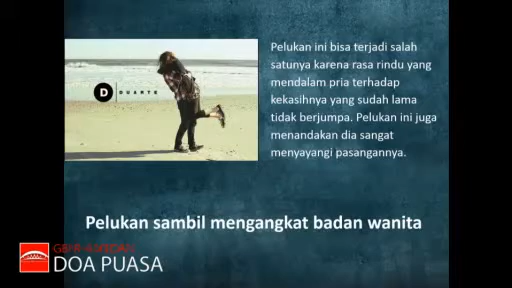 Pelukan ini bisa terjadi salah
satunya karena rasa rindu yang
mendalam pria terhadap
kekasihnya yang sudah lama
tidak berjumpa. Pelukan ini juga
menandakan dia sangat
menyayangi pasangannya.
D DUARTE
Pelukan sambil mengangkat badan wanita
DOA PUASA